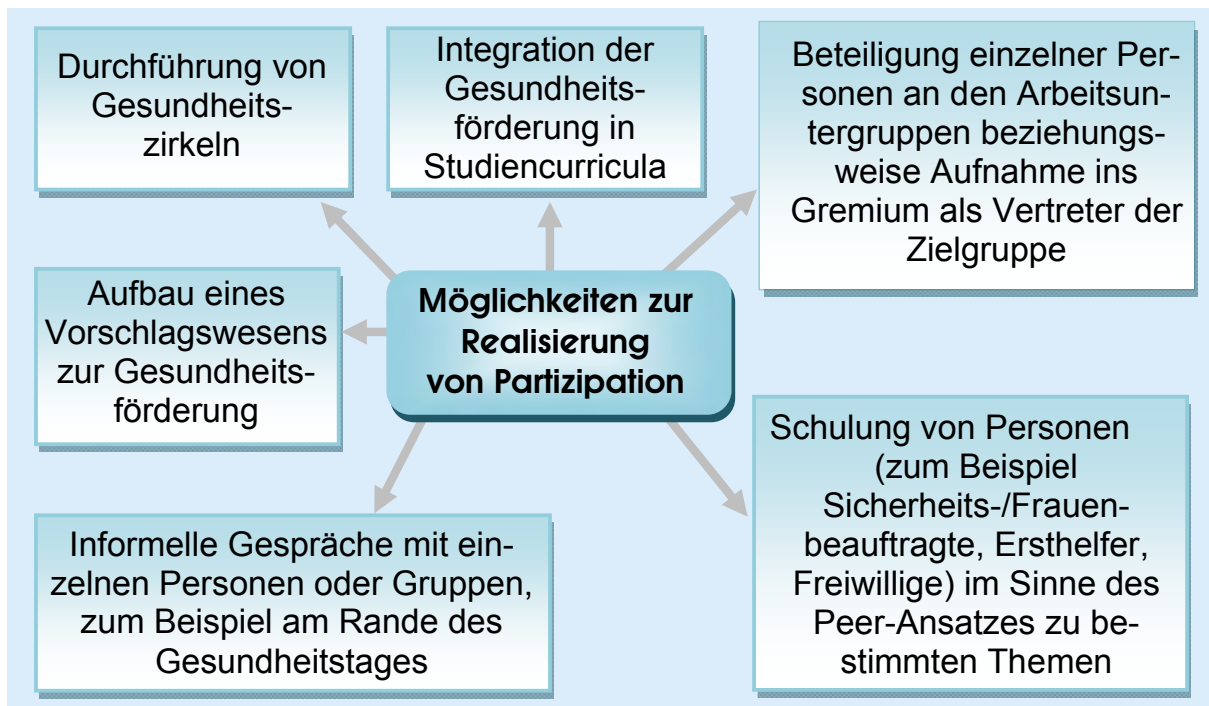 Durchführung von
Gesundheits-
zirkeln
Integration der
Gesundheits-
förderung in
Studiencurricula
Beteiligung einzelner Per-
sonen an den Arbeitsun-
tergruppen beziehungs-
weise Aufnahme ins
Gremium als Vertreter der
Zielgruppe
Aufbau eines
Vorschlagswesens
zur Gesundheits-
förderung
Möglichkeiten zur
Realisierung
von Partizipation
Informelle Gespräche mit ein-
zelnen Personen oder Gruppen,
zum Beispiel am Rande des
Gesundheitstages
Schulung von Personen
(zum Beispiel
Sicherheits-/Frauen-
beauftragte, Ersthelfer,
Freiwillige) im Sinne des
Peer-Ansatzes zu be-
stimmten Themen